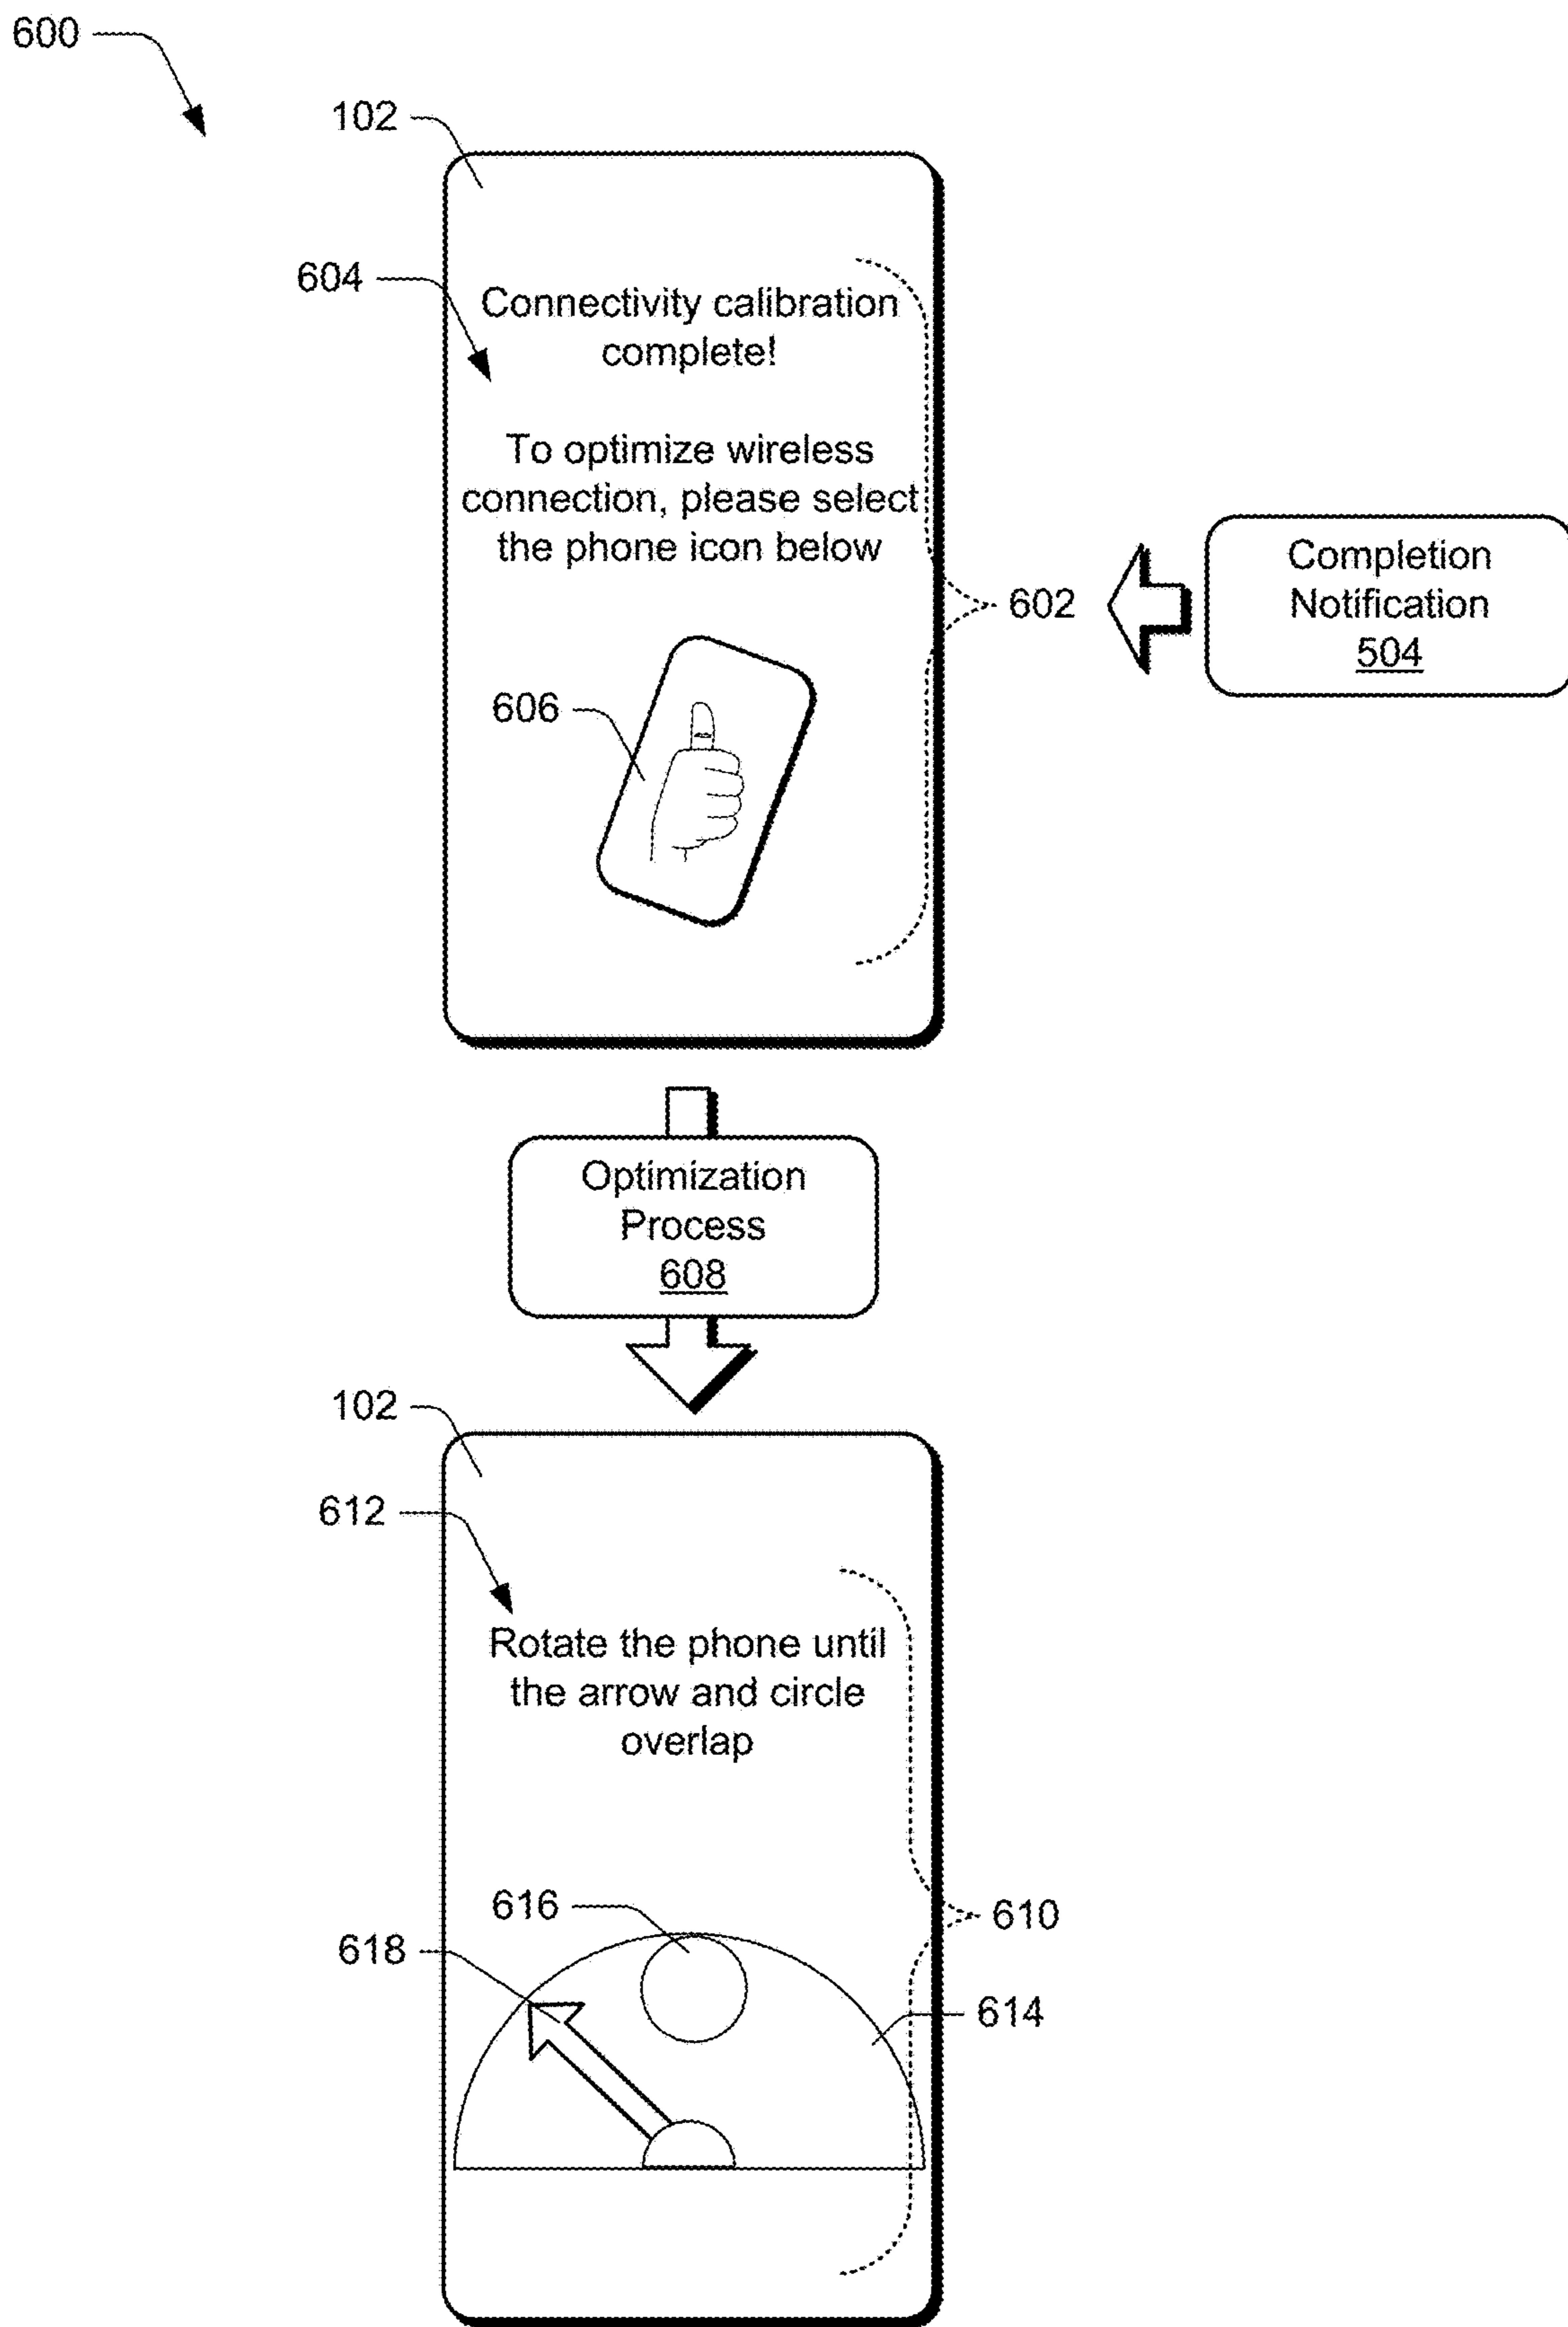 600
102
604
Connectivity calibration
complete!
To optimize wireless
connection, please select
the phone icon below
602
Completion
Notification
504
606
Optimization
Process
608
102
612
Rotate the phone until
the arrow and circle
overlap
616
610
618
614